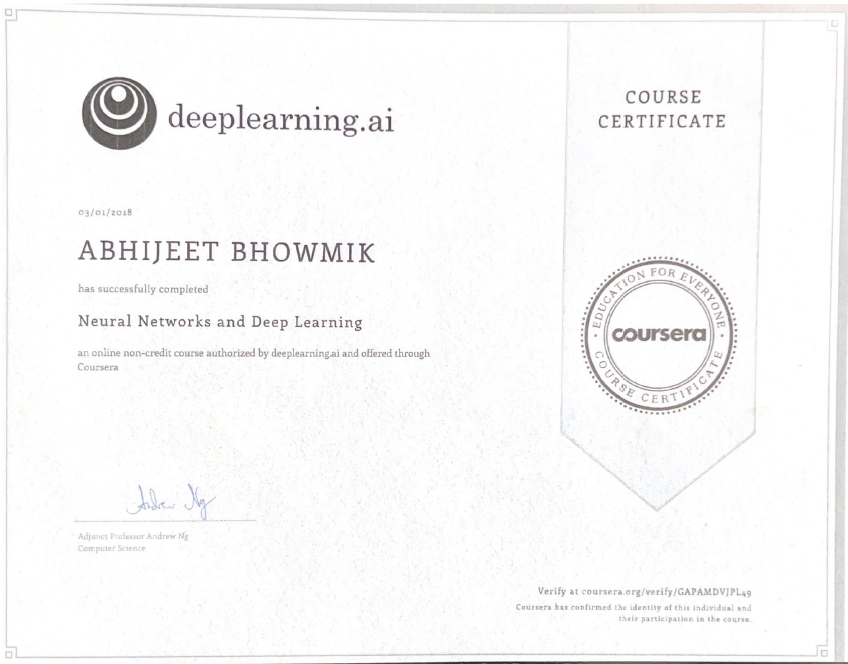 deeplearning.ai
COURSE
CERTIFICATE
03/01/2018
ABHIJEET BHOWMIK
has successfully completed
Neural Networks and Deep Learning
an online non-credit course authorized by deeplearning.ai and offered through
Coursera
EDUCATION FOR EVERYONE
coursera
COURSE CERTIFICATE
Andrew Ng
Adjunct Professor Andrew Ng
Computer Science
Verify at coursera.org/verify/GAPAMDVJPL49
Coursera has confirmed the identity of this individual and
their participation in the course.